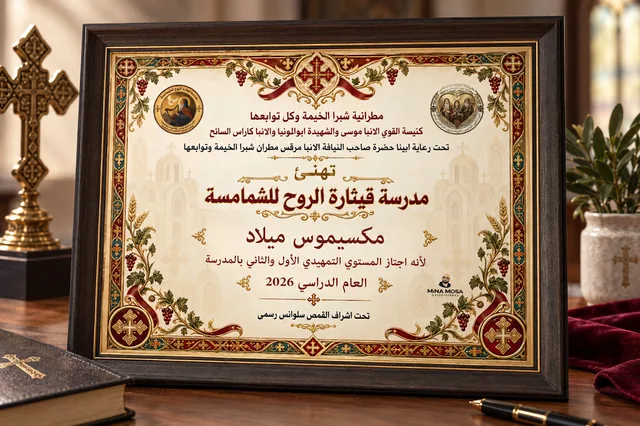 مطرانية شبرا الخيمة وكل توابعها
كنيسة القوي الانبا موسى والشهيدة ابوللونيا والانبا كاراس السائح
تحت رعاية ابينا حضرة صاحب النيافة الانبا مرقس مطران شبرا الخيمة وتوابعها
تهنئ
مدرسة قيثارة الروح للشمامسة
مكسيموس ميلاد
لأنه اجتاز المستوي التمهيدي الأول والثاني بالمدرسة
العام الدراسي 2026
MINA MOSA
تحت اشراف القمص سلوانس رسمى